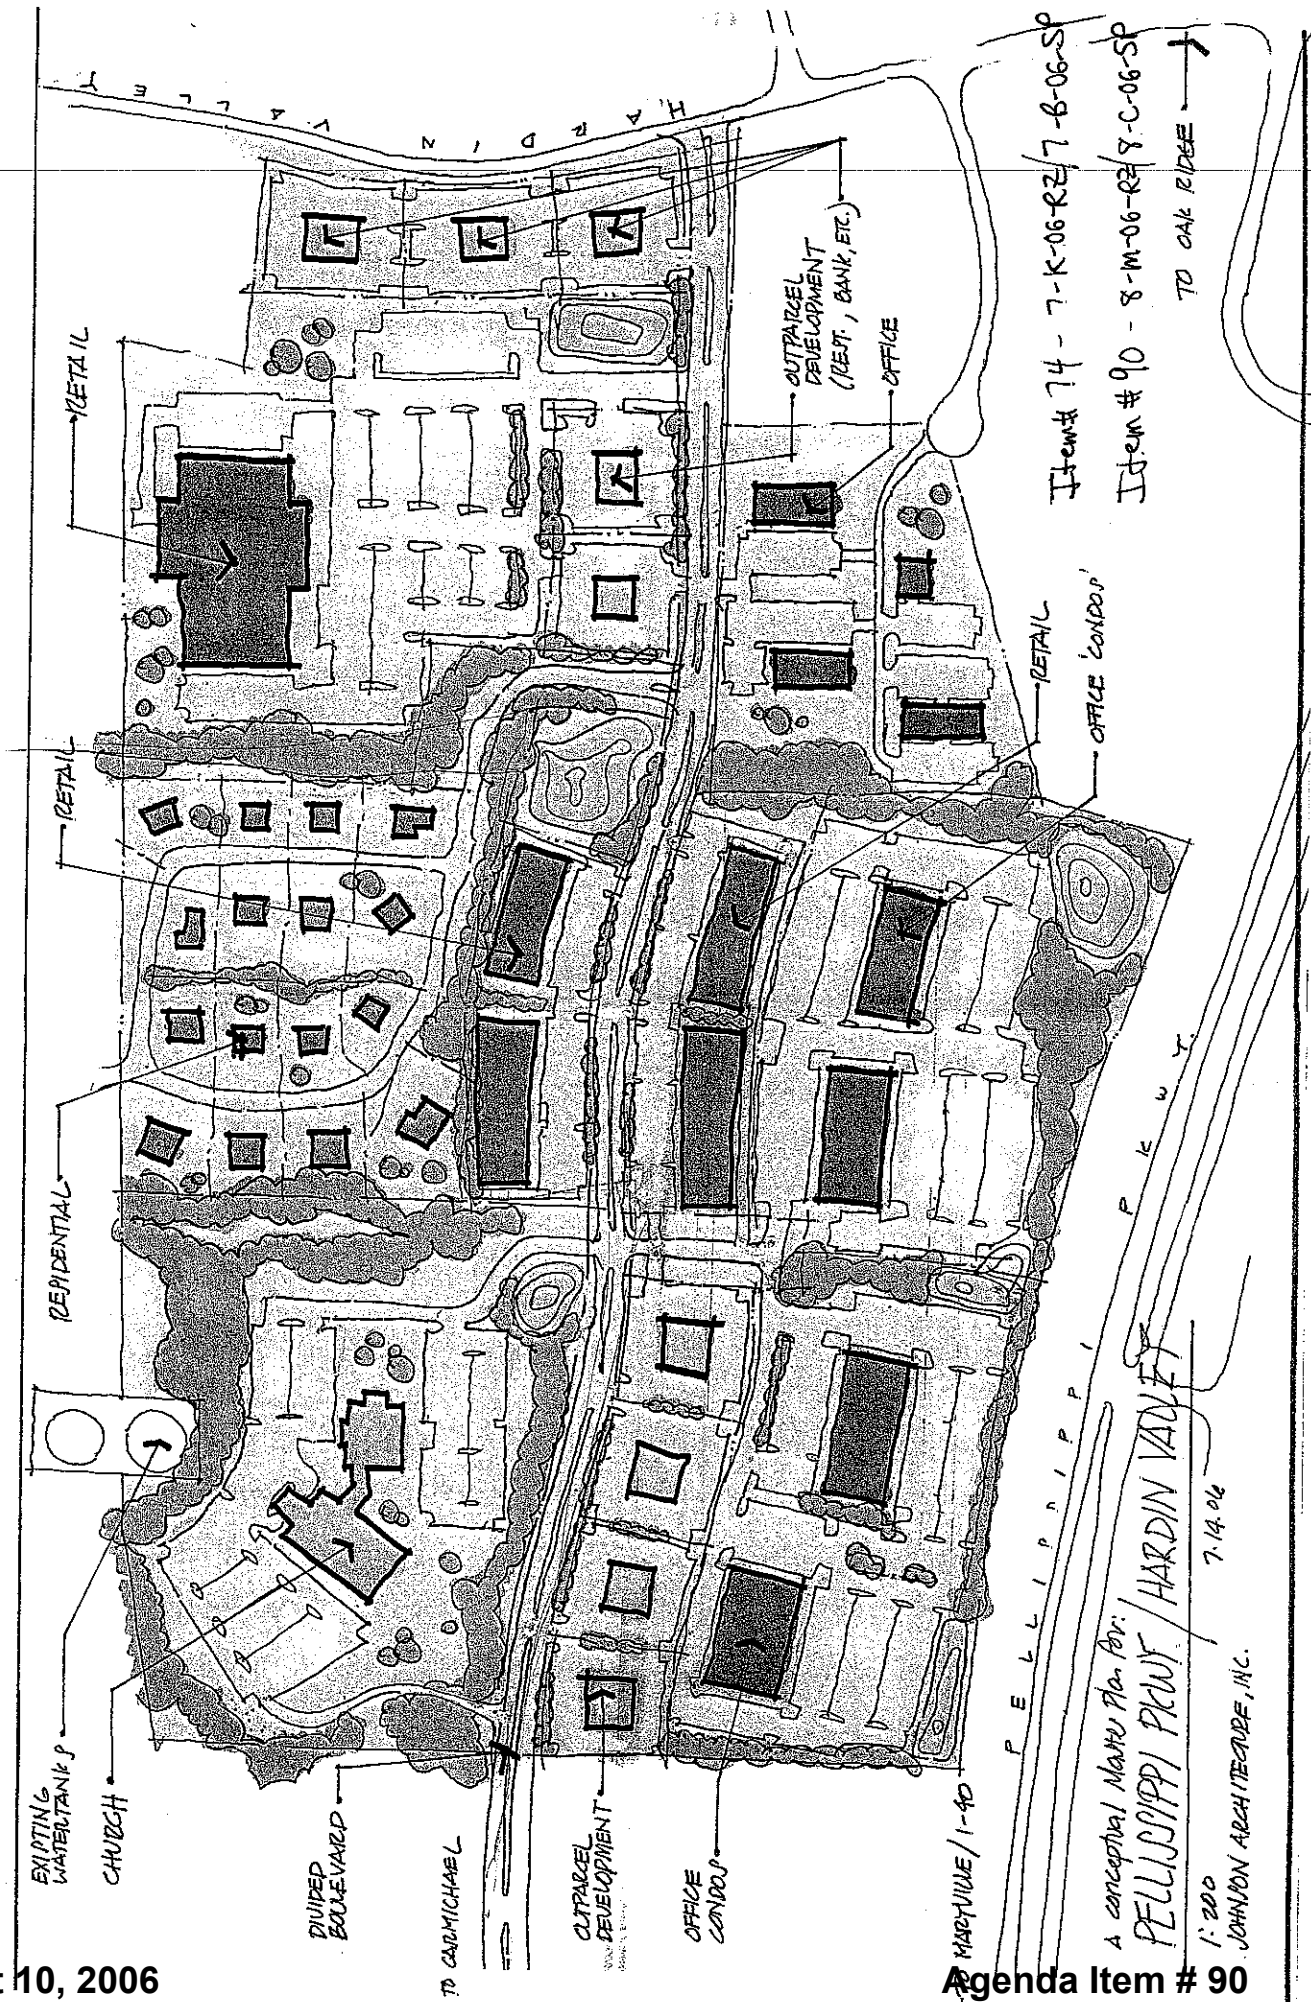 HARDIN VALLEY
RETAIL
RETAIL
RESIDENTIAL
EXISTING
WATERTANKS
CHURCH
DIVIDED
BOULEVARD
TO CARMICHAEL
OUTPARCEL
DEVELOPMENT
OFFICE
CONDOS
OUTPARCEL
DEVELOPMENT
(REST., BANK, ETC.)
OFFICE
RETAIL
OFFICE 'CONDOS'
Item# 74 - 7-K-06-RZ/7-B-06-SP
Item #90 - 8-M-06-RZ/8-C-06-SP
TO OAK RIDGE
PELLISSIPPI PKWY.
TO MARYVILLE / I-40
A conceptual Master Plan for:
PELLISSIPPI PKWY / HARDIN VALLEY
1:200 7.14.06
JOHNSON ARCHITECTURE, INC.
t 10, 2006
Agenda Item # 90